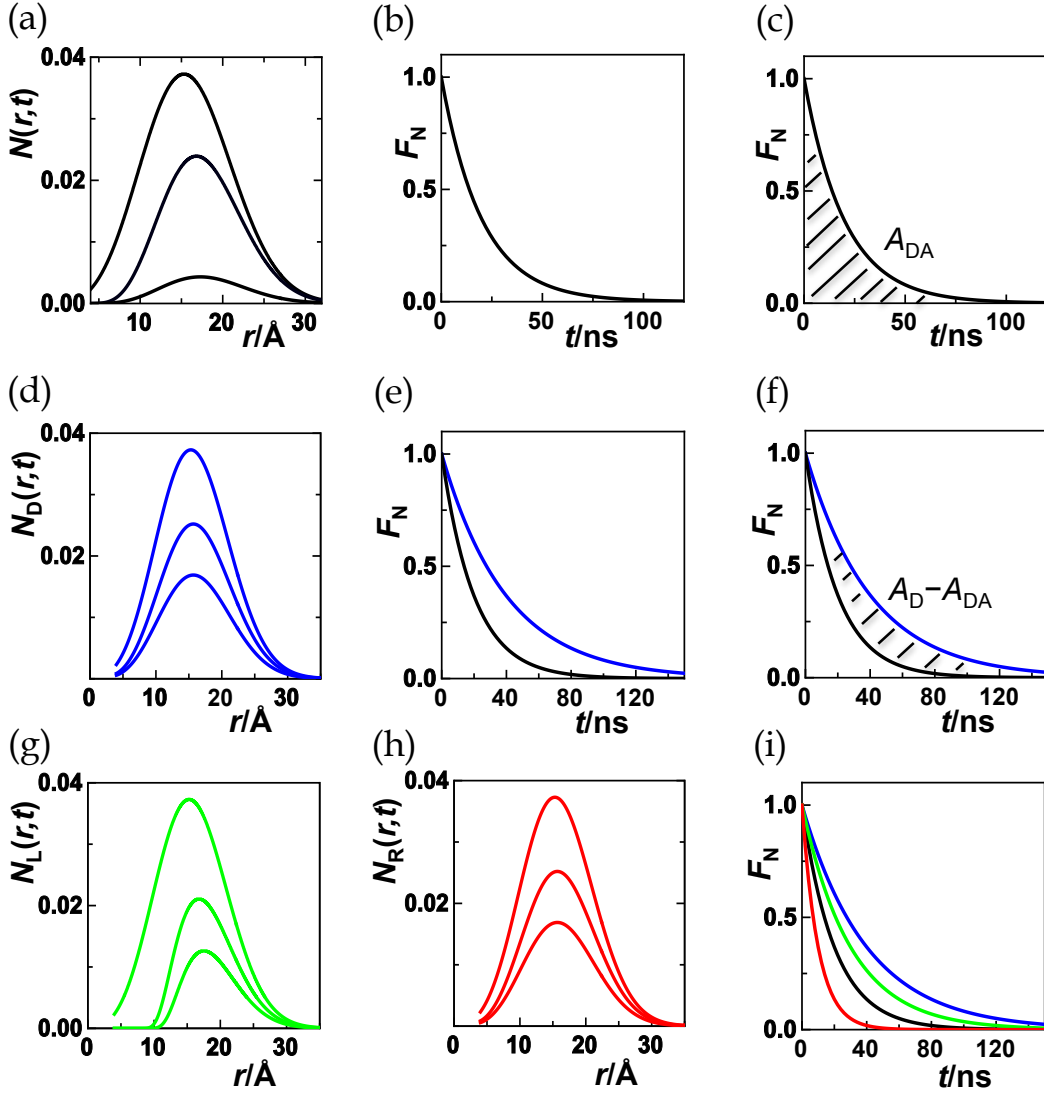 (a)
N(r,t)
0.04
0.02
0.00
10 20 30
r/Å
(b)
F_N
1.0
0.5
0.0
0 50 100
t/ns
(c)
F_N
1.0
0.5
0.0
A_DA
0 50 100
t/ns
(d)
N_D(r,t)
0.04
0.02
0 10 20 30
r/Å
(e)
F_N
1.0
0.5
0.0
0 40 80 120
t/ns
(f)
F_N
1.0
0.5
0.0
A_D−A_DA
0 40 80 120
t/ns
(g)
N_L(r,t)
0.04
0.02
0.00
0 10 20 30
r/Å
(h)
N_R(r,t)
0.04
0.02
0 10 20 30
r/Å
(i)
F_N
1.0
0.5
0.0
0 40 80 120
t/ns